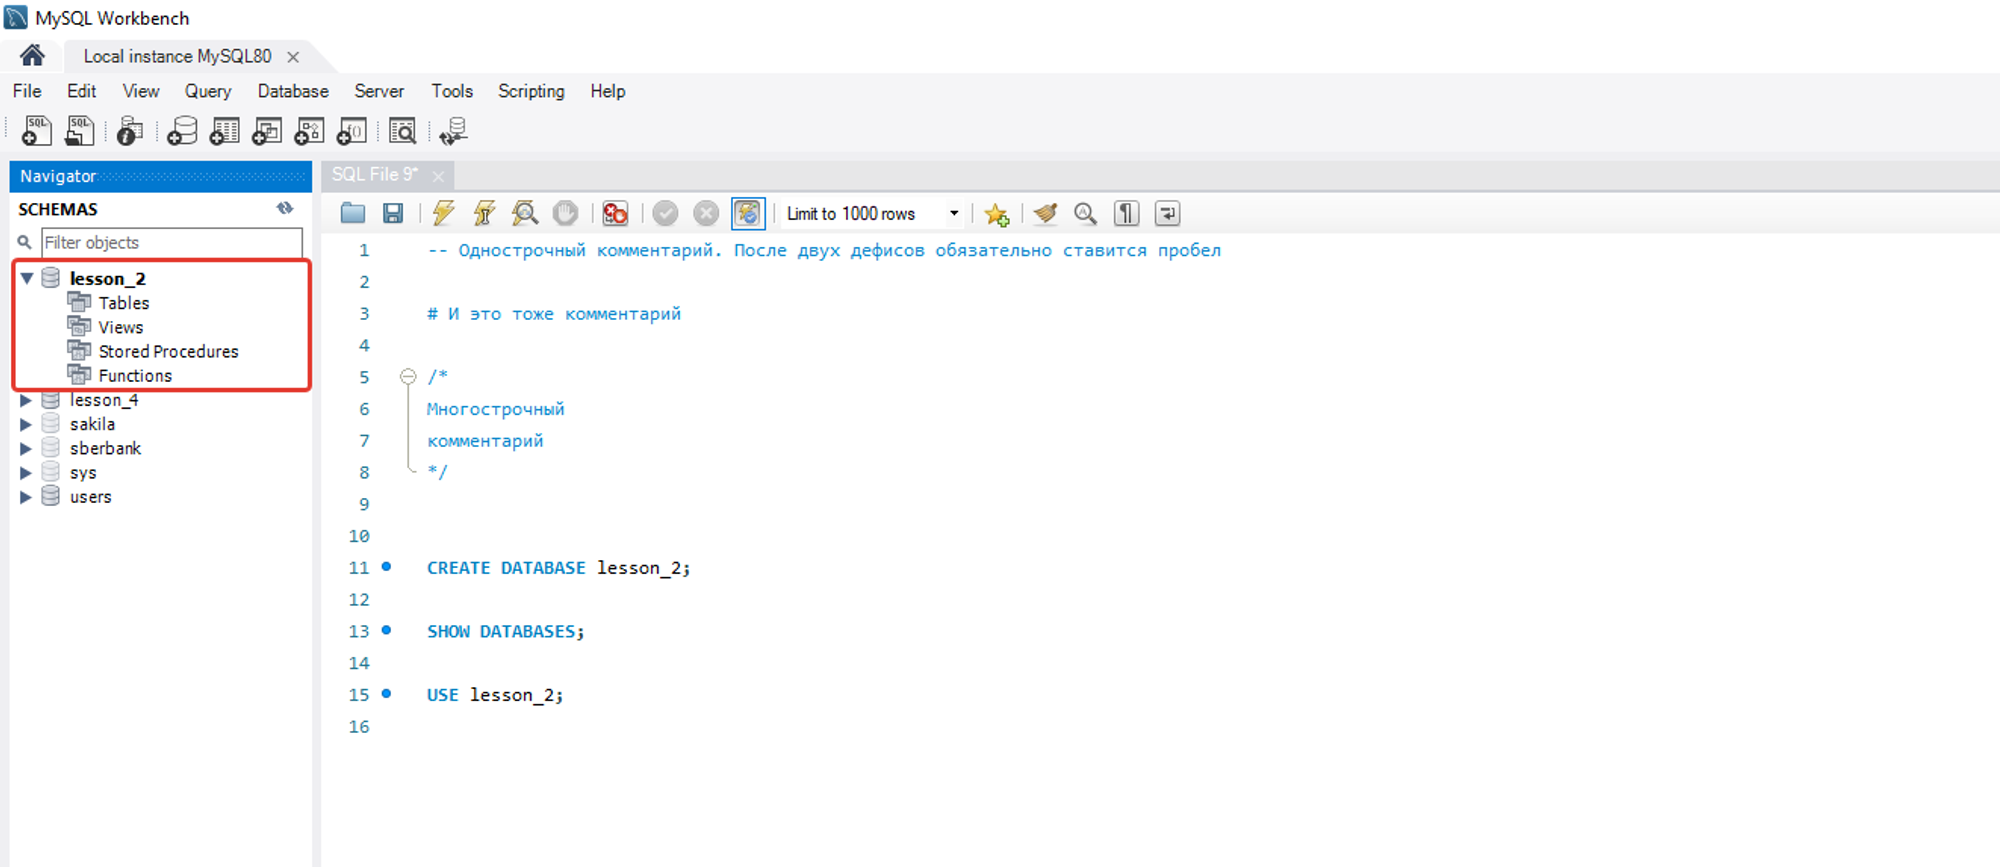 MySQL Workbench
Local instance MySQL80
File Edit View Query Database Server Tools Scripting Help
SQL SQL
Navigator
SCHEMAS
Filter objects
lesson_2
Tables
Views
Stored Procedures
Functions
lesson_4
sakila
sberbank
sys
users
SQL File 9*
Limit to 1000 rows
1 -- Однострочный комментарий. После двух дефисов обязательно ставится пробел
2
3 # И это тоже комментарий
4
5 /*
6 Многострочный
7 комментарий
8 */
9
10
11 CREATE DATABASE lesson_2;
12
13 SHOW DATABASES;
14
15 USE lesson_2;
16